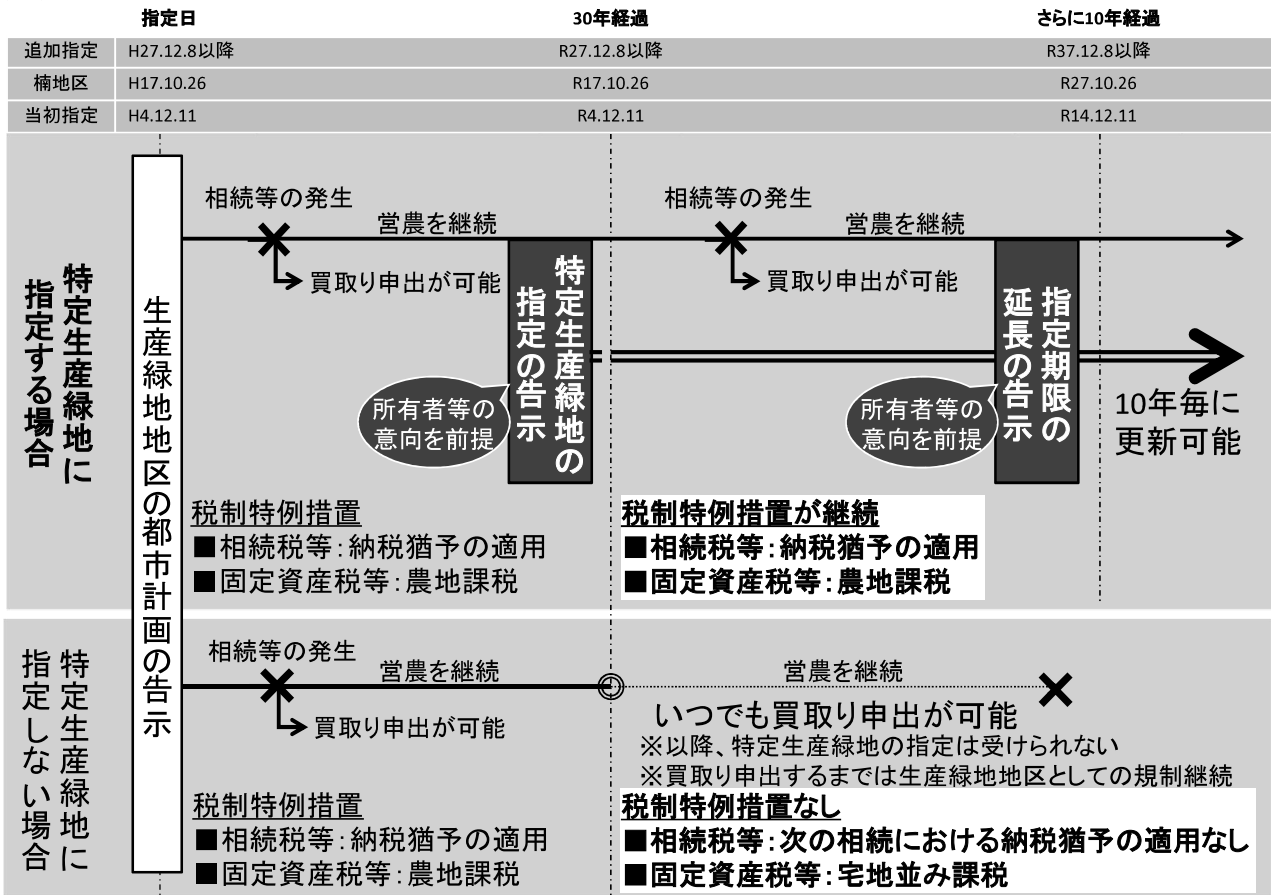 指定日
30年経過
さらに10年経過
追加指定 H27.12.8以降 R27.12.8以降 R37.12.8以降
楠地区 H17.10.26 R17.10.26 R27.10.26
当初指定 H4.12.11 R4.12.11 R14.12.11
特定生産緑地に
指定する場合
生産緑地地区の都市計画の告示
相続等の発生
営農を継続
買取り申出が可能
特定生産緑地の
指定の告示
所有者等の
意向を前提
相続等の発生
営農を継続
買取り申出が可能
指定期限の
延長の告示
所有者等の
意向を前提
10年毎に
更新可能
税制特例措置
■相続税等:納税猶予の適用
■固定資産税等:農地課税
税制特例措置が継続
■相続税等:納税猶予の適用
■固定資産税等:農地課税
特定生産緑地に
指定しない場合
相続等の発生
営農を継続
買取り申出が可能
営農を継続
いつでも買取り申出が可能
※以降、特定生産緑地の指定は受けられない
※買取り申出するまでは生産緑地地区としての規制継続
税制特例措置
■相続税等:納税猶予の適用
■固定資産税等:農地課税
税制特例措置なし
■相続税等:次の相続における納税猶予の適用なし
■固定資産税等:宅地並み課税